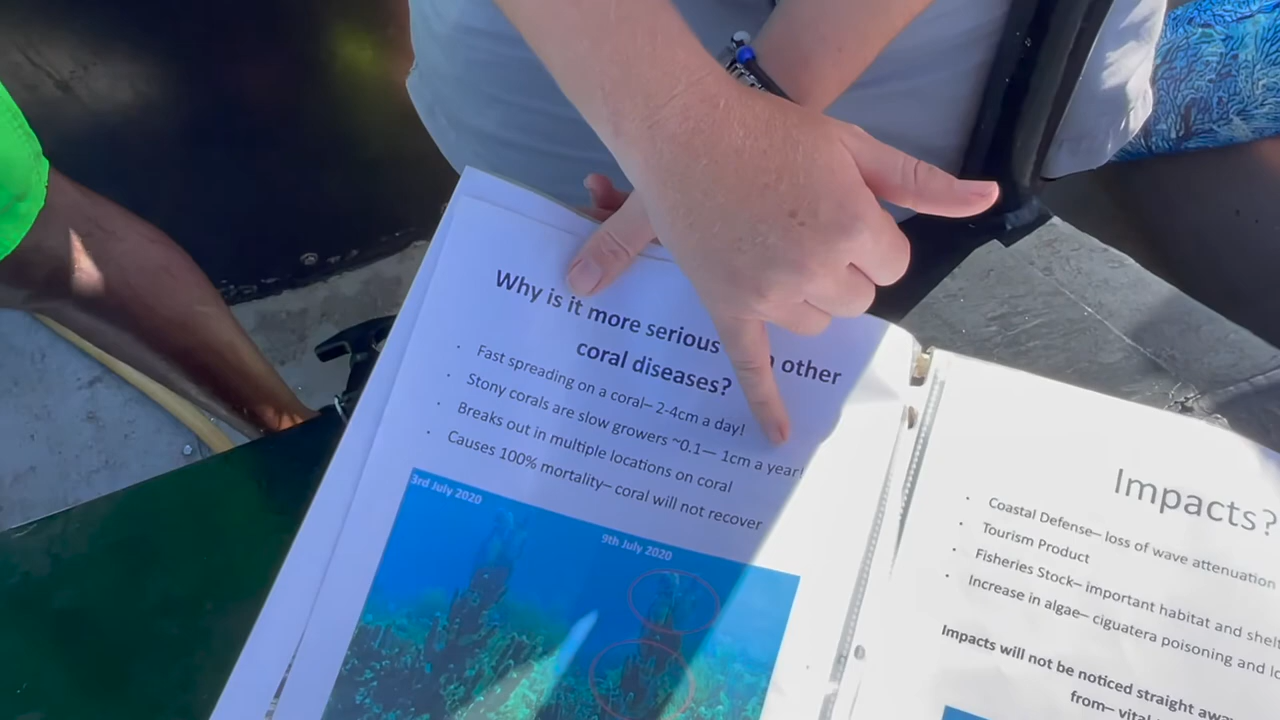 Why is it more serious other
coral diseases?
• Fast spreading on a coral– 2-4cm a day!
• Stony corals are slow growers ~0.1— 1cm a year!
• Breaks out in multiple locations on coral
• Causes 100% mortality– coral will not recover
3rd July 2020
9th July 2020
Impacts?
• Coastal Defense– loss of wave attenuation
• Tourism Product
• Fisheries Stock– important habitat and
• Increase in algae– ciguatera poisoning and
Impacts will not be noticed straight
from–